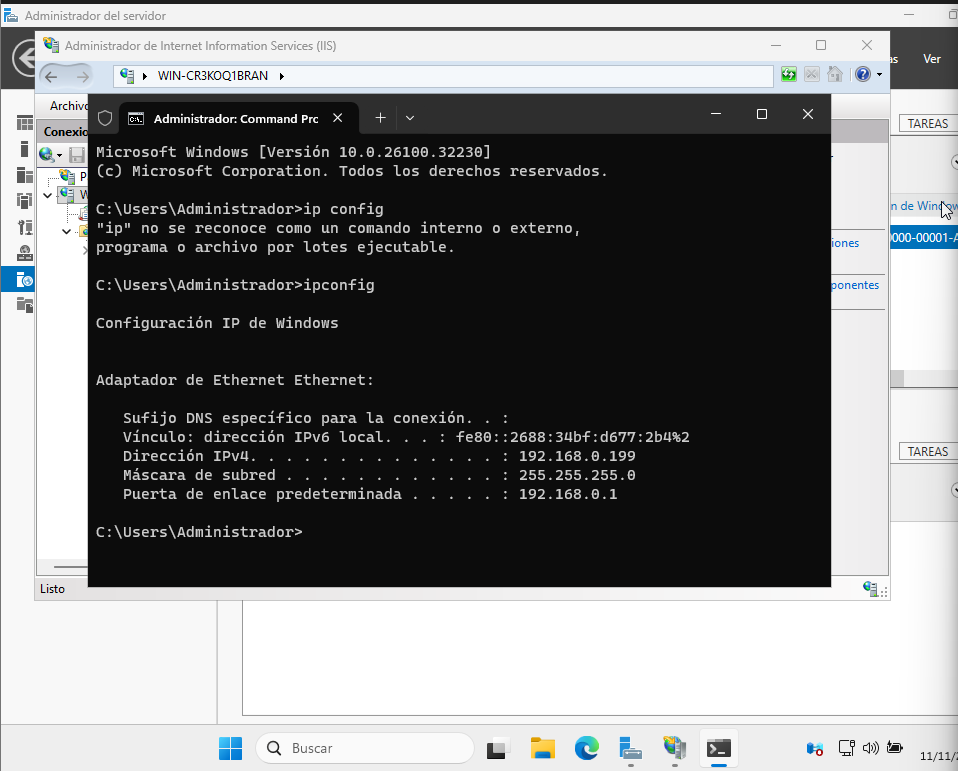 Administrador del servidor
Administrador de Internet Information Services (IIS)
Ver
WIN-CR3KOQ1BRAN
Archivo
Conexio
TAREAS
Administrador: Command Prc
Microsoft Windows [Versión 10.0.26100.32230]
(c) Microsoft Corporation. Todos los derechos reservados.
C:\Users\Administrador>ip config
"ip" no se reconoce como un comando interno o externo,
programa o archivo por lotes ejecutable.
C:\Users\Administrador>ipconfig
Configuración IP de Windows
Adaptador de Ethernet Ethernet:
Sufijo DNS específico para la conexión. . :
Vínculo: dirección IPv6 local. . . : fe80::2688:34bf:d677:2b4%2
Dirección IPv4. . . . . . . . . . . . . . : 192.168.0.199
Máscara de subred . . . . . . . . . . . . : 255.255.255.0
Puerta de enlace predeterminada . . . . . : 192.168.0.1
C:\Users\Administrador>
n de Window
0000-00001-A
iones
ponentes
TAREAS
Listo
Buscar
11/11/2